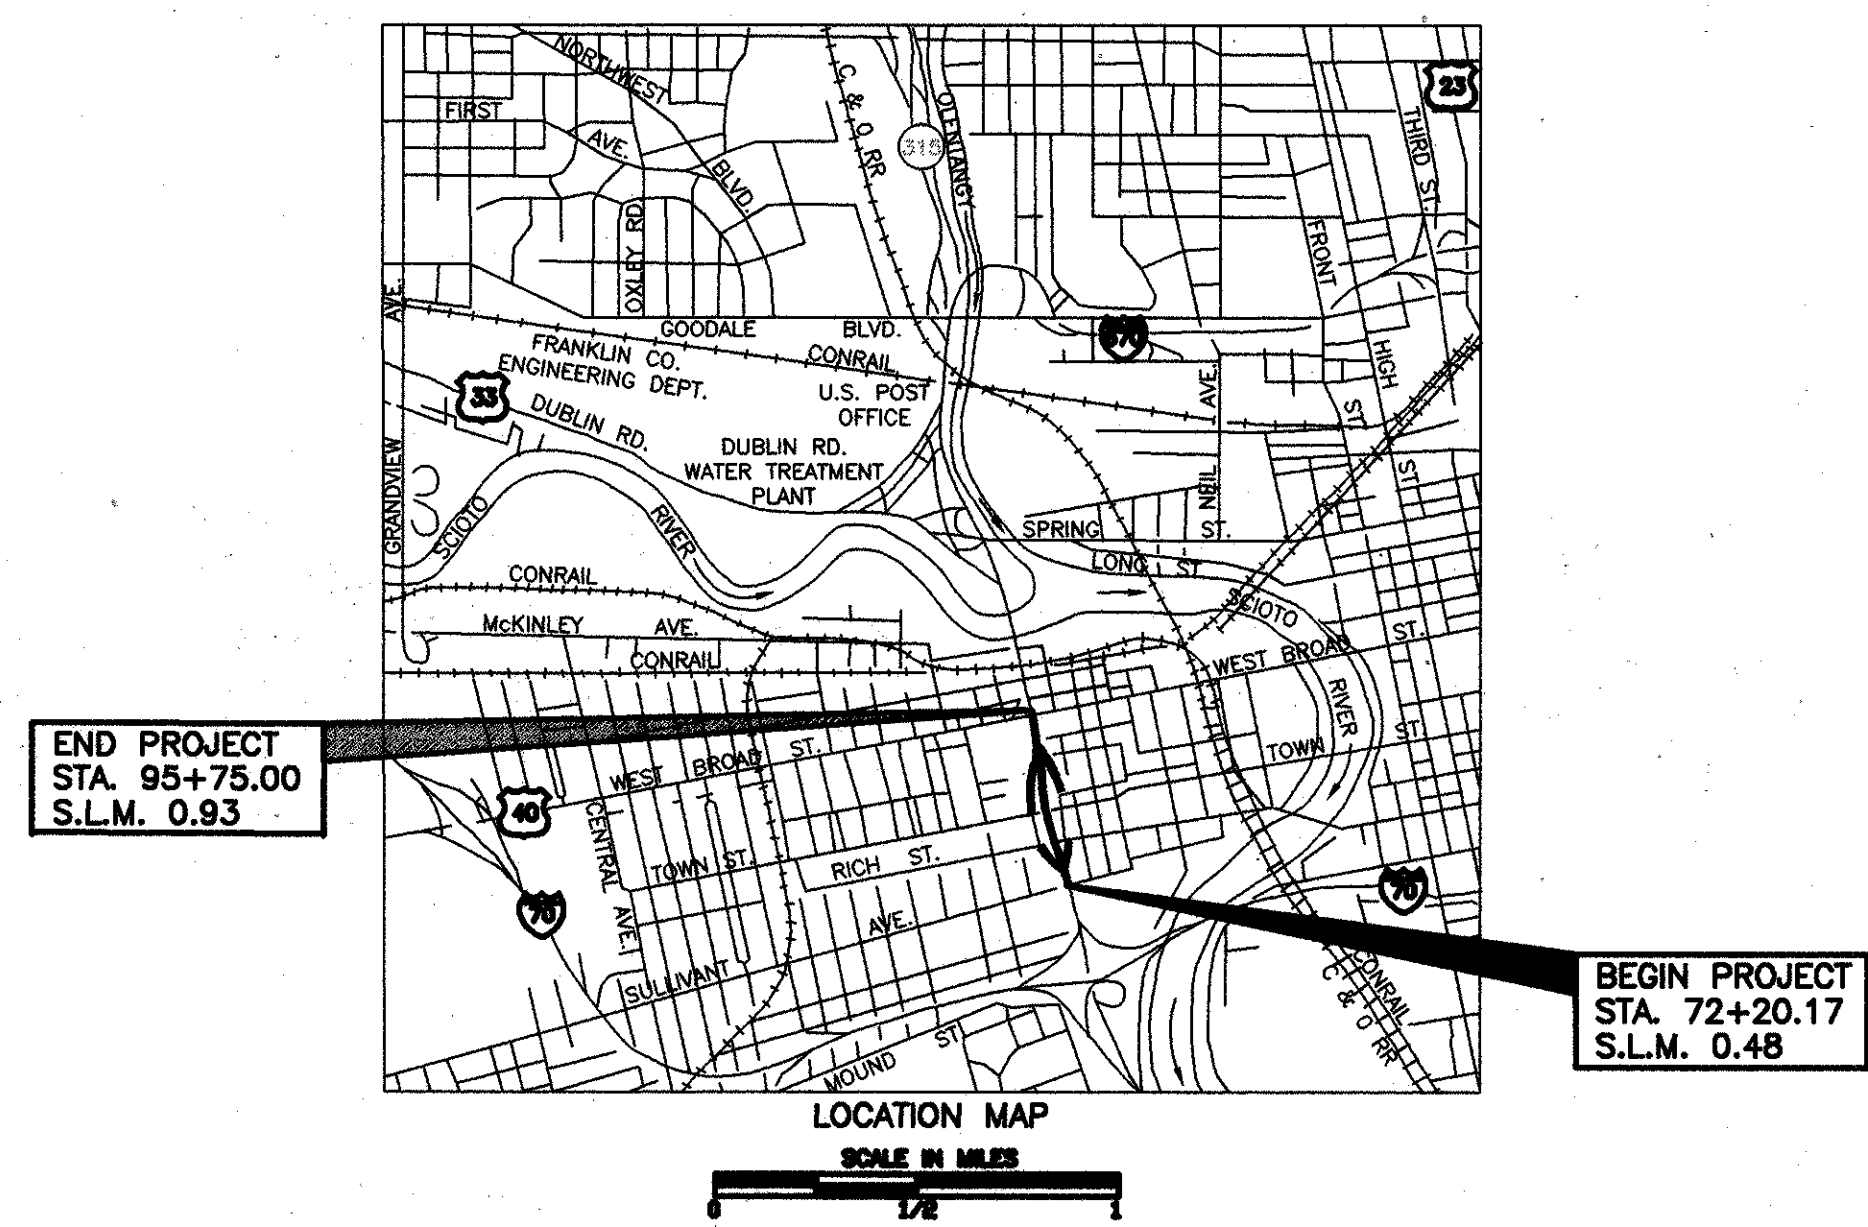 NORTHWEST
BLVD.
FIRST
AVE.
OXLEY RD.
C & O RR
315
OLENTANGY
23
THIRD ST.
FRONT
ST.
HIGH
ST.
GRANDVIEW AVE.
GOODALE BLVD.
CONRAIL
FRANKLIN CO.
ENGINEERING DEPT.
33
DUBLIN RD.
U.S. POST
OFFICE
DUBLIN RD.
WATER TREATMENT
PLANT
670
NEIL AVE.
SCIOTO RIVER
SPRING ST.
LONG ST.
CONRAIL
McKINLEY AVE.
CONRAIL
SCIOTO
RIVER
WEST BROAD ST.
END PROJECT
STA. 95+75.00
S.L.M. 0.93
WEST BROAD ST.
40
TOWN ST.
CENTRAL AVE.
TOWN ST.
RICH ST.
70
70
SULLIVANT AVE.
MOUND ST.
CONRAIL
C & O RR
BEGIN PROJECT
STA. 72+20.17
S.L.M. 0.48
LOCATION MAP
SCALE IN MILES
0 1/2 1